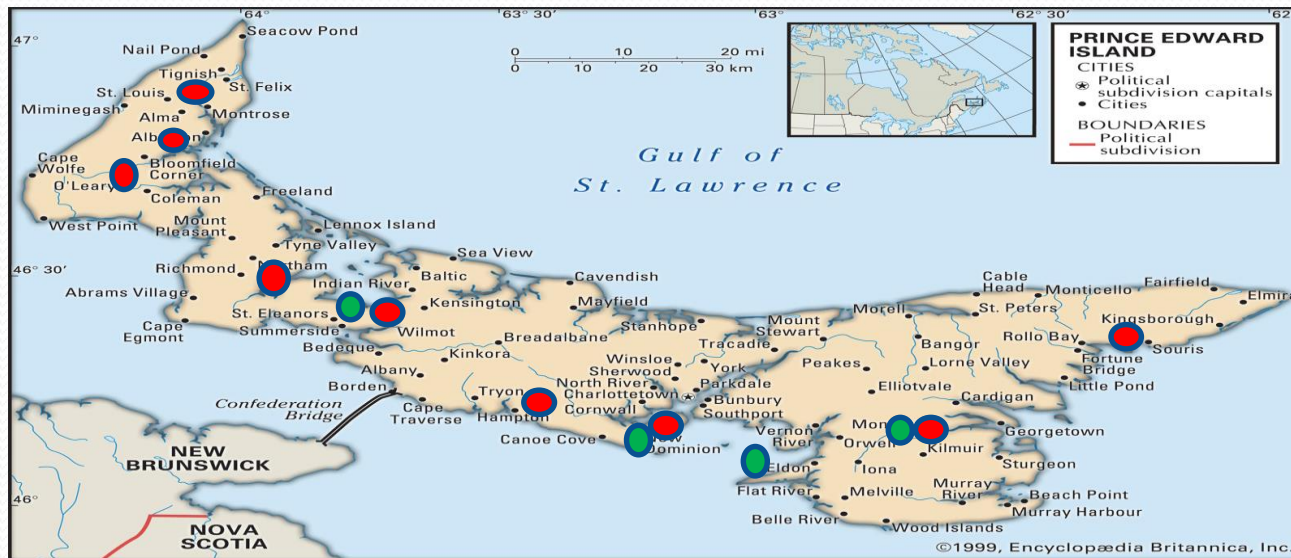 64°
63° 30'
63°
62° 30'
62
47°
Seacow Pond
Nail Pond
Tignish
St. Felix
St. Louis
Miminegash
Alma
Montrose
Cape
Wolfe
Bloomfield
Corner
O'Leary
Coleman
Freeland
West Point
Mount
Pleasant
Lennox Island
Tyne Valley
Sea View
46° 30'
Richmond
Baltic
Indian River
Cavendish
Abrams Village
Kensington
Mayfield
St. Eleanors
Cape
Egmont
Summerside
Wilmot
Stanhope
Bedeque
Breadalbane
Tracadie
Mount
Stewart
Kinkora
Winsloe
Sherwood
York
Albany
North River
Parkdale
Borden
Tryon
Charlottetown
Bunbury
Confederation
Bridge
Cape
Traverse
Hampton
Cornwall
Southport
Canoe Cove
Dominion
Cable
Head
Monticello
Fairfield
Elmira
Morell
St. Peters
Kingsborough
Bangor
Rollo Bay
Souris
Peakes
Lorne Valley
Fortune
Bridge
Little Pond
Elliotvale
Cardigan
Vernon
River
Orwell
Georgetown
Kilmuir
Eldon
Iona
Sturgeon
Flat River
Melville
Murray
River
Beach Point
Belle River
Murray Harbour
Wood Islands
NEW
BRUNSWICK
46°
NOVA
SCOTIA
Gulf of
St. Lawrence
0 10 20 mi
0 10 20 30 km
PRINCE EDWARD
ISLAND
CITIES
Political
subdivision capitals
Cities
BOUNDARIES
Political
subdivision
©1999, Encyclopædia Britannica, Inc.